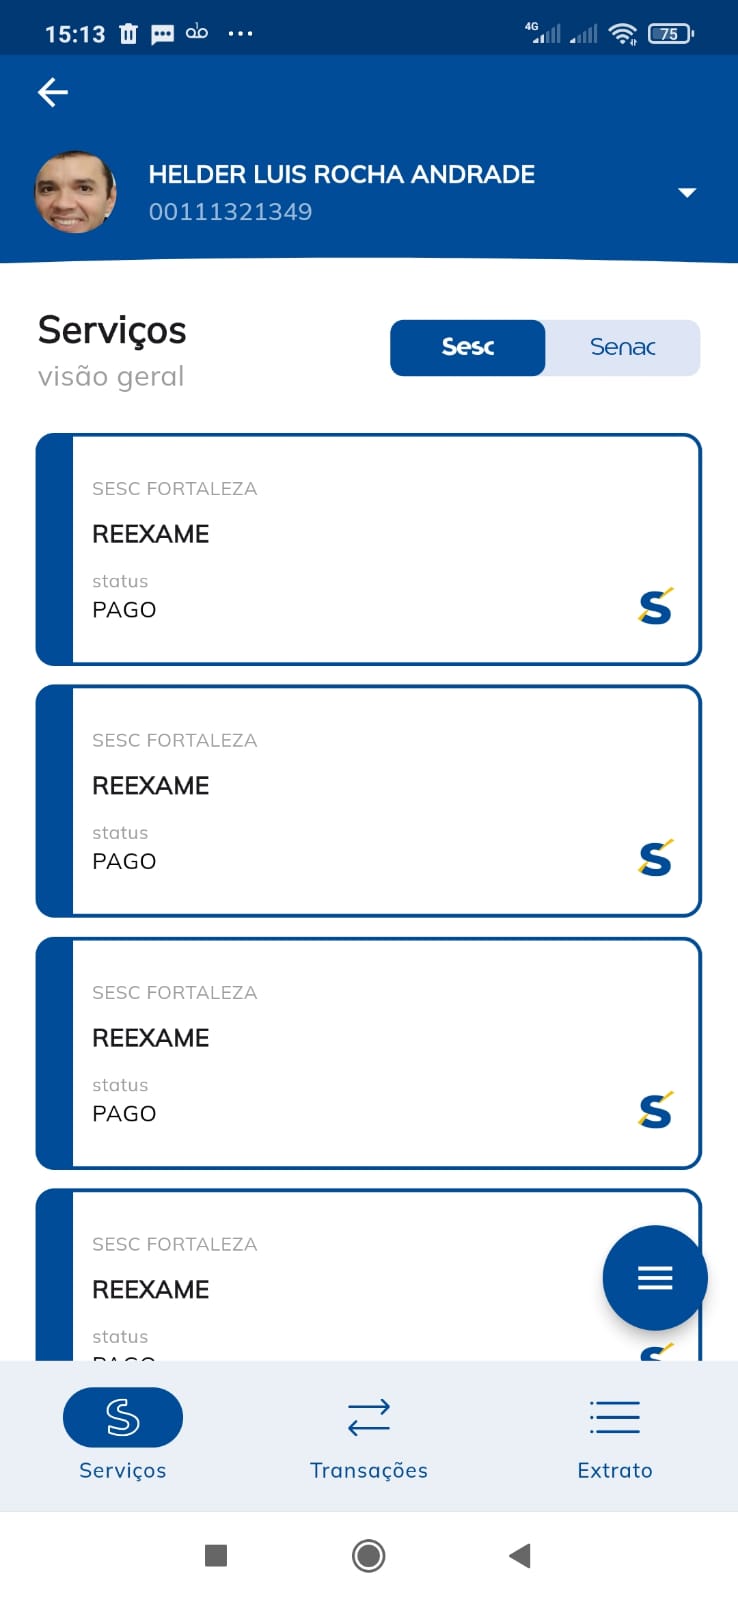 15:13
4G
75
HELDER LUIS ROCHA ANDRADE
00111321349
Serviços
visão geral
Sesc
Senac
SESC FORTALEZA
REEXAME
status
PAGO
SESC FORTALEZA
REEXAME
status
PAGO
SESC FORTALEZA
REEXAME
status
PAGO
SESC FORTALEZA
REEXAME
status
PAGO
Serviços
Transações
Extrato